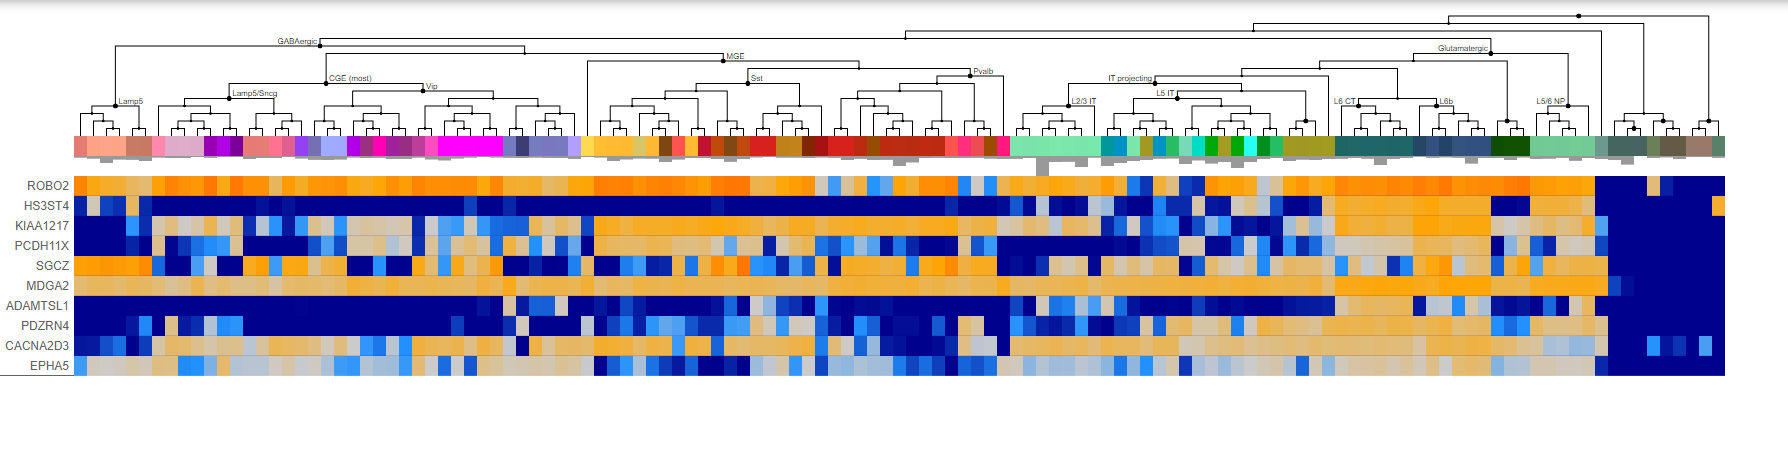 GABAergic
Glutamatergic
MGE
Pvalb
CGE (most)
Sst
IT projecting
Vip
Lamp5/Sncg
L5 IT
Lamp5
L2/3 IT
L6 CT
L6b
L5/6 NP
ROBO2
HS3ST4
KIAA1217
PCDH11X
SGCZ
MDGA2
ADAMTSL1
PDZRN4
CACNA2D3
EPHA5